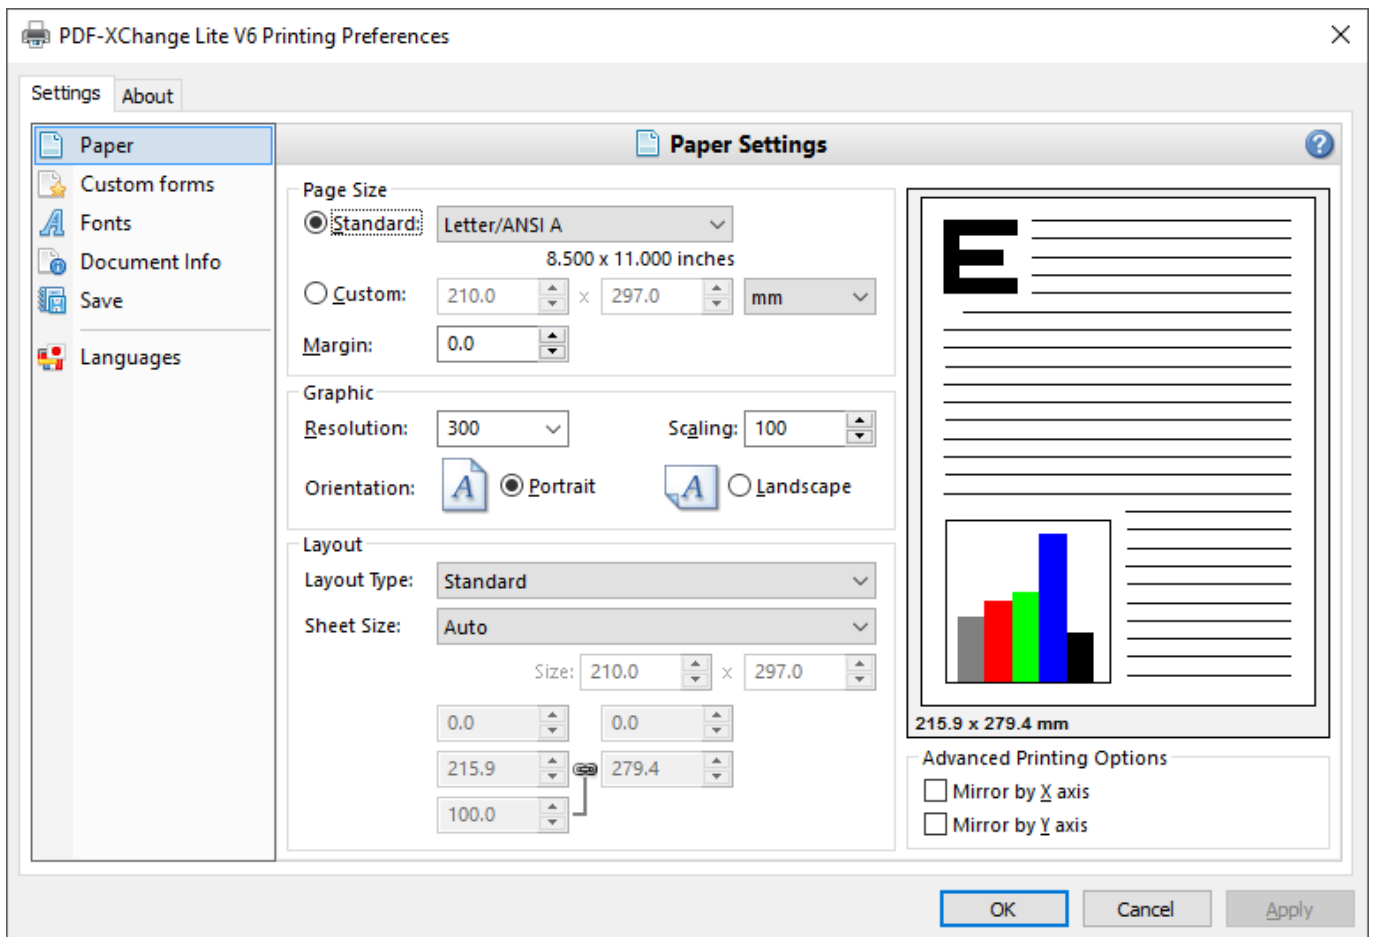 PDF-XChange Lite V6 Printing Preferences
Settings
About
Paper
Custom forms
Fonts
Document Info
Save
Languages
Paper Settings
Page Size
Standard: Letter/ANSI A
8.500 x 11.000 inches
Custom: 210.0 x 297.0 mm
Margin: 0.0
Graphic
Resolution: 300 Scaling: 100
Orientation: A Portrait A Landscape
Layout
Layout Type: Standard
Sheet Size: Auto
Size: 210.0 x 297.0
0.0 0.0
215.9 279.4
100.0
E
215.9 x 279.4 mm
Advanced Printing Options
Mirror by X axis
Mirror by Y axis
OK Cancel Apply